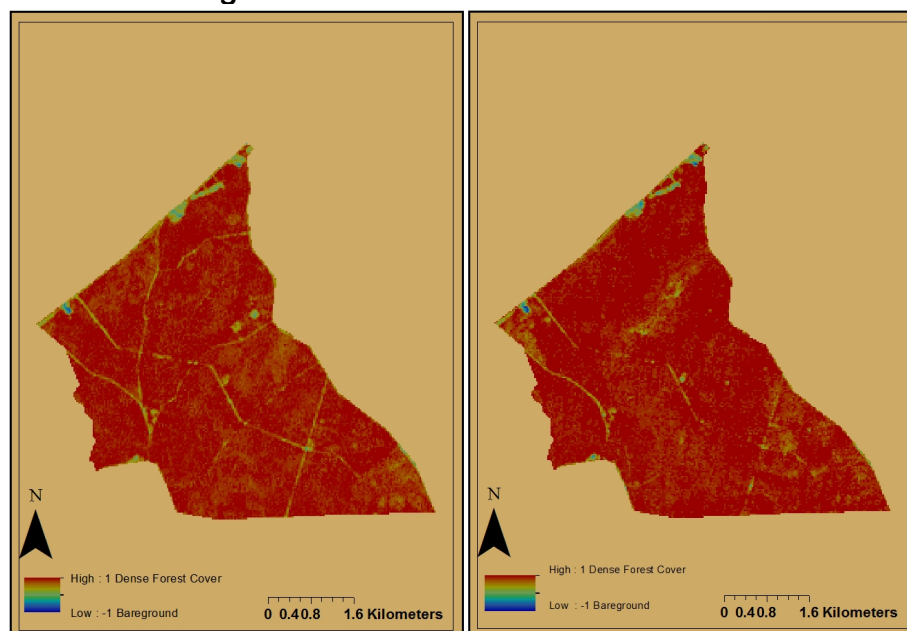 N
High : 1 Dense Forest Cover
Low : -1 Bareground
0 0.40.8 1.6 Kilometers
N
High : 1 Dense Forest Cover
Low : -1 Bareground
0 0.40.8 1.6 Kilometers